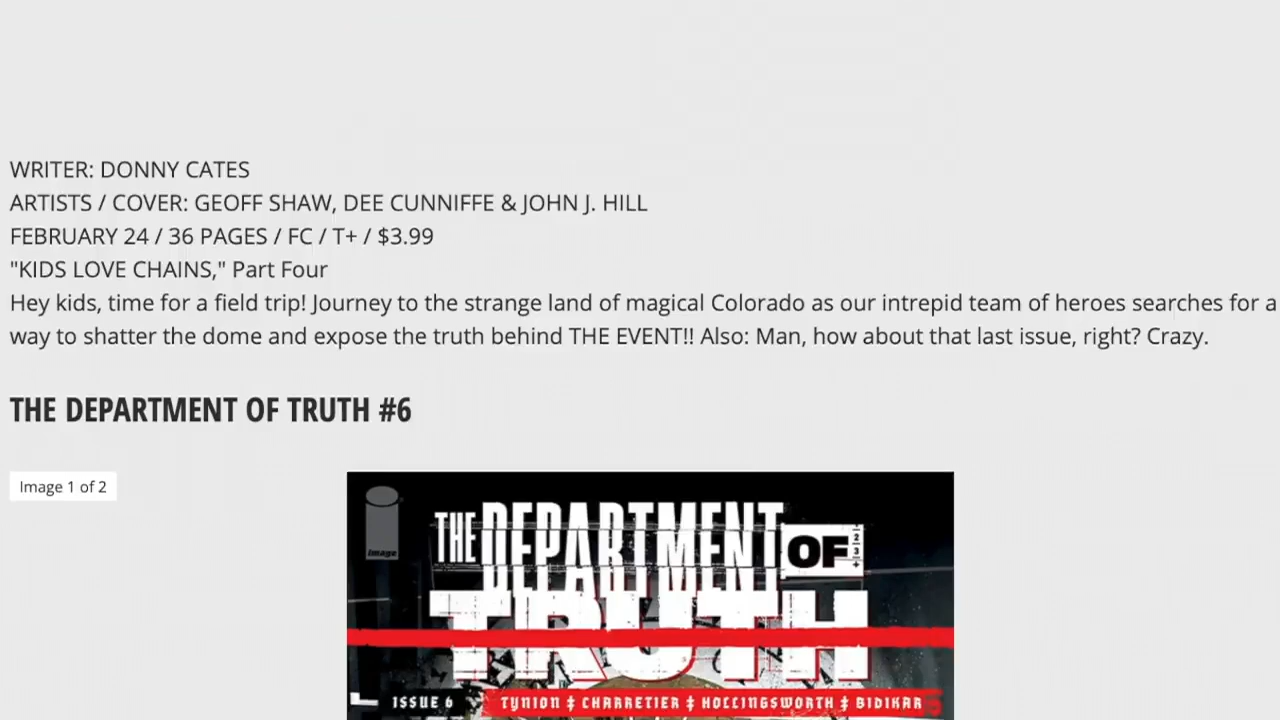 WRITER: DONNY CATES
ARTISTS / COVER: GEOFF SHAW, DEE CUNNIFFE & JOHN J. HILL
FEBRUARY 24 / 36 PAGES / FC / T+ / $3.99
"KIDS LOVE CHAINS," Part Four
Hey kids, time for a field trip! Journey to the strange land of magical Colorado as our intrepid team of heroes searches for a
way to shatter the dome and expose the truth behind THE EVENT!! Also: Man, how about that last issue, right? Crazy.
THE DEPARTMENT OF TRUTH #6
Image 1 of 2
image
THE DEPARTMENT OF
TRUTH
ISSUE 6 TYNION ‡ CHARRETIER ‡ HOLLINGSWORTH ‡ BIDIKAR